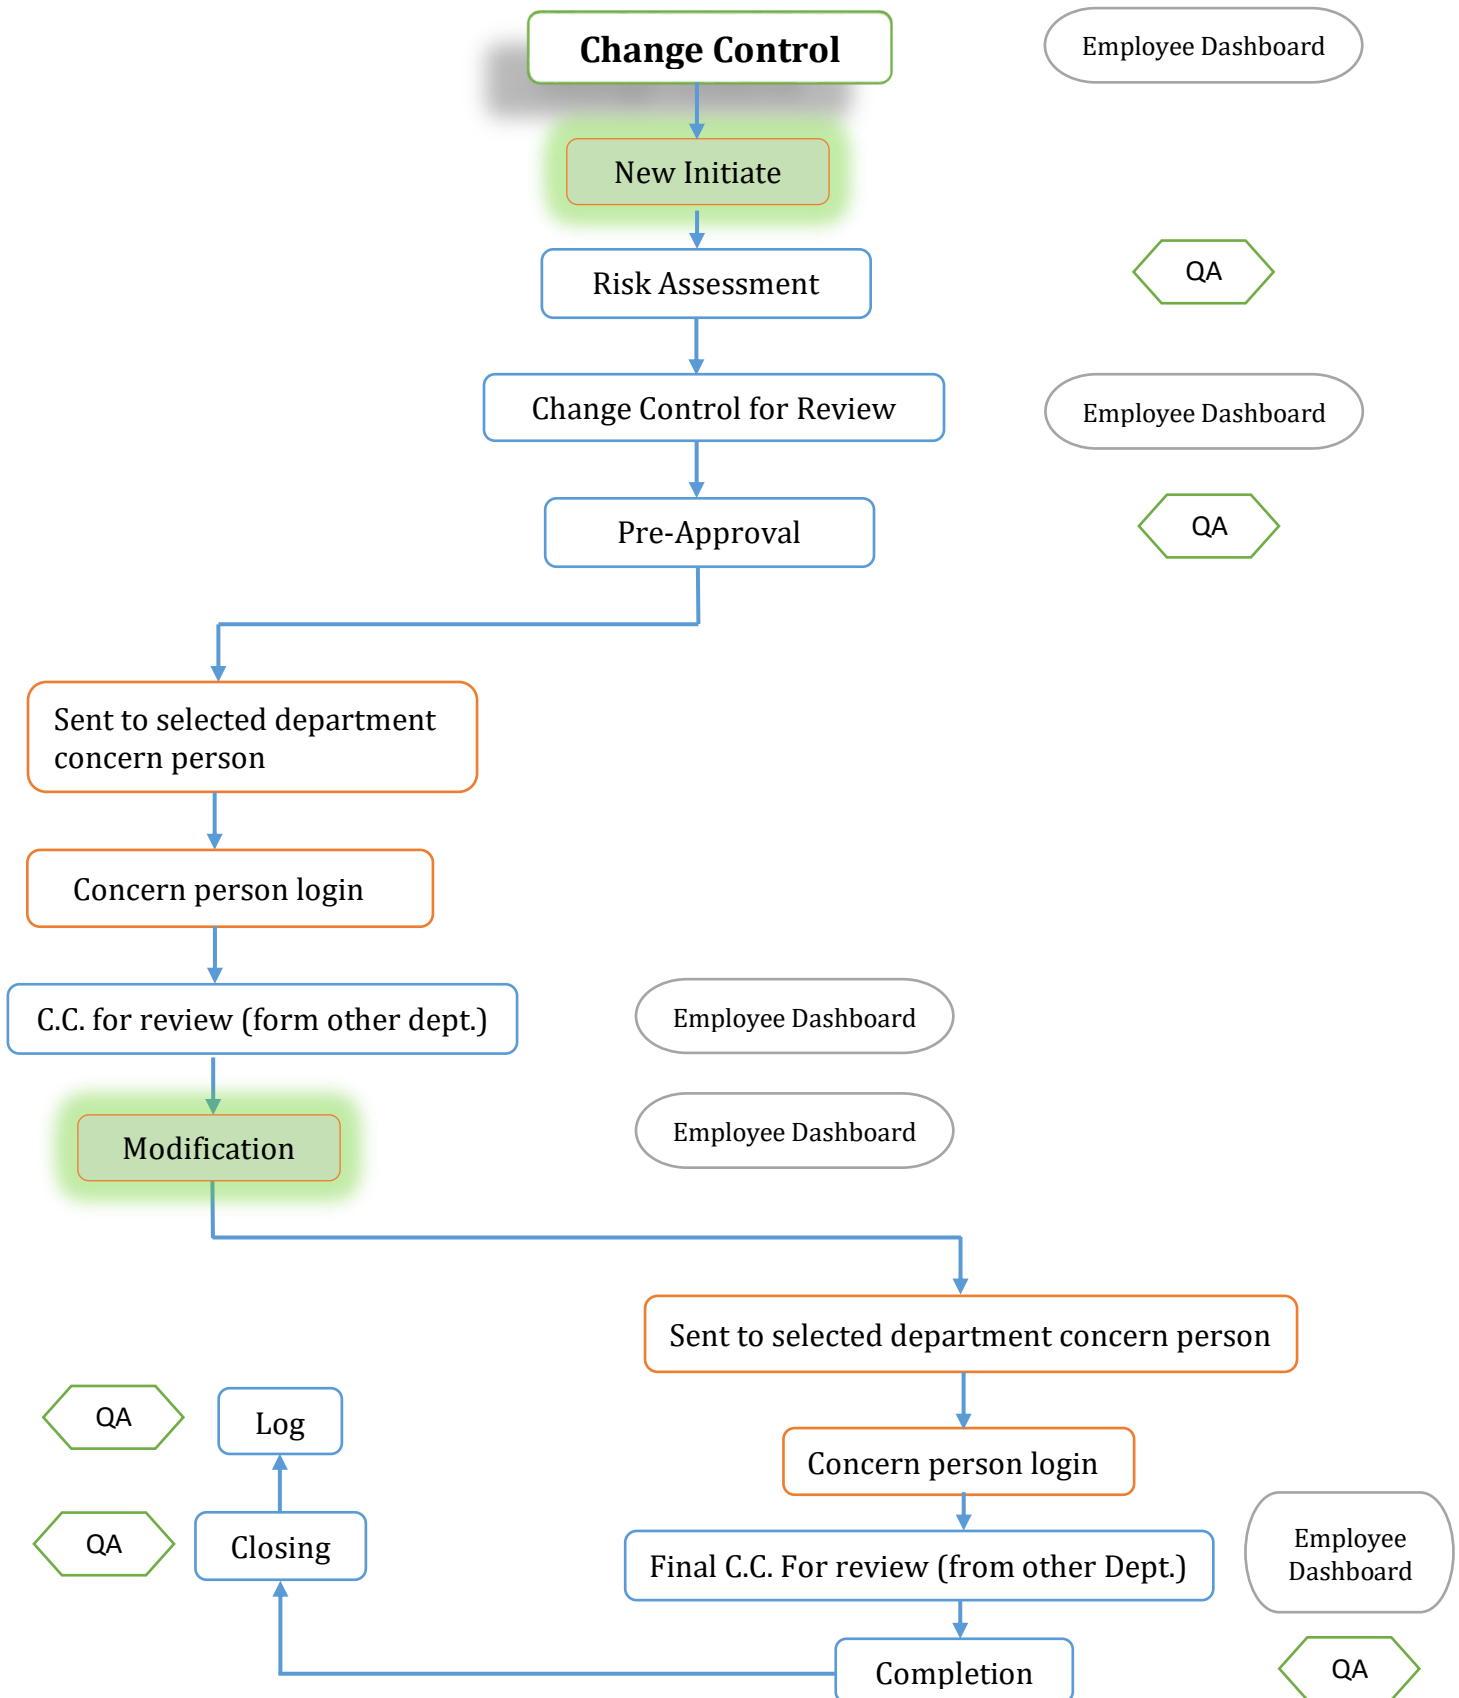 Change Control
Employee Dashboard
New Initiate
Risk Assessment
QA
Change Control for Review
Employee Dashboard
Pre-Approval
QA
Sent to selected department
concern person
Concern person login
C.C. for review (form other dept.)
Employee Dashboard
Modification
Employee Dashboard
Sent to selected department concern person
QA
Log
Concern person login
QA
Closing
Final C.C. For review (from other Dept.)
Employee
Dashboard
Completion
QA